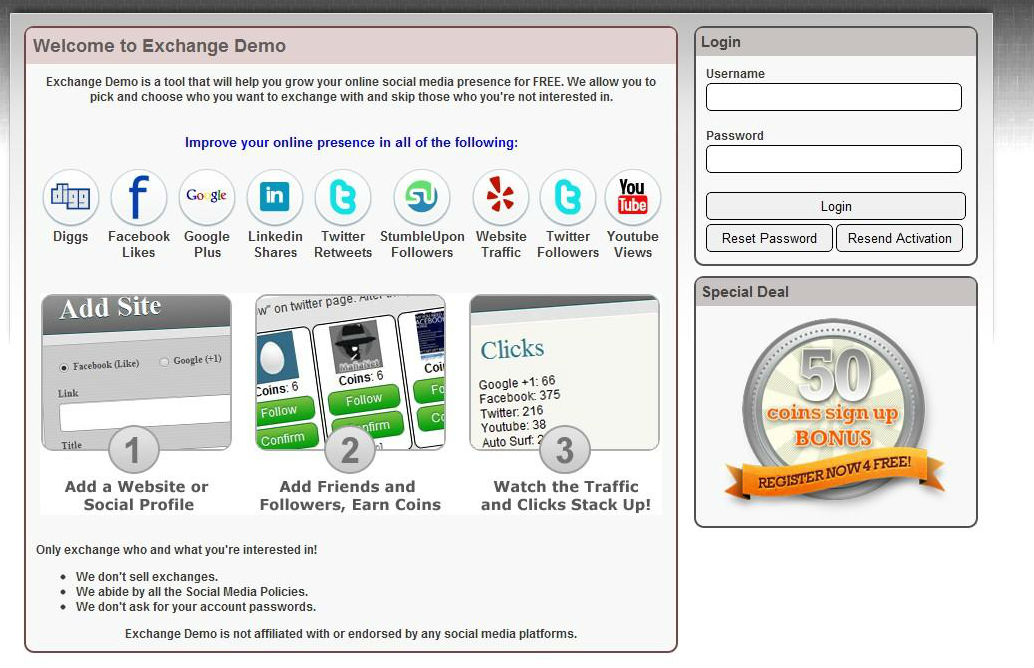 Welcome to Exchange Demo
Exchange Demo is a tool that will help you grow your online social media presence for FREE. We allow you to
pick and choose who you want to exchange with and skip those who you're not interested in.
Improve your online presence in all of the following:
digg
f
Google
in
t
su
t
You
Tube
Diggs
Facebook
Likes
Google
Plus
Linkedin
Shares
Twitter
Retweets
StumbleUpon
Followers
Website
Traffic
Twitter
Followers
Youtube
Views
Add Site
Facebook (Like)
Google (+1)
Link
Title
1
Add a Website or
Social Profile
w" on twitter page. After
Coins: 6
Follow
Confirm
Coins: 6
Follow
Confirm
2
Add Friends and
Followers, Earn Coins
Clicks
Google +1: 66
Facebook: 375
Twitter: 216
Youtube: 38
Auto Surf: 2
3
Watch the Traffic
and Clicks Stack Up!
Only exchange who and what you're interested in!
We don't sell exchanges.
We abide by all the Social Media Policies.
We don't ask for your account passwords.
Exchange Demo is not affiliated with or endorsed by any social media platforms.
Login
Username
Password
Login
Reset Password
Resend Activation
Special Deal
50
coins sign up
BONUS
REGISTER NOW 4 FREE!